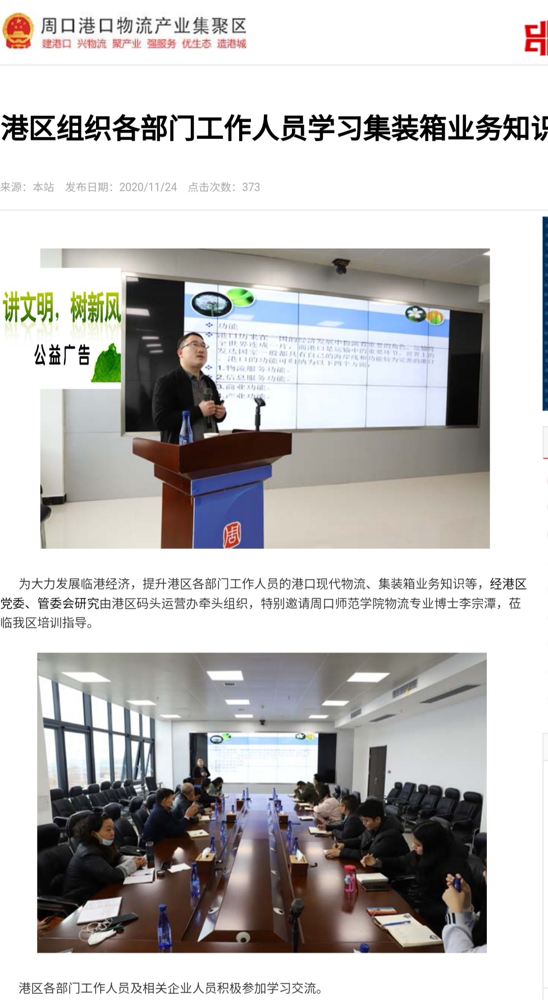 周口港口物流产业集聚区
建港口 兴物流 聚产业 强服务 优生态 造港城
港区组织各部门工作人员学习集装箱业务知识
来源：本站 发布日期：2020/11/24 点击次数：373
讲文明，树新风
公益广告
功能
港口历来在一国的经济发展中扮演着重要的角色。运输将
全世界连成一片，而港口是运输中的重要环节。世界上的
发达国家一般都具有自己的海岸线和功能较为完善的港口
。港口的功能可归纳为以下四个方面：
1.物流服务功能。
2.信息服务功能。
3.商业功能。
4.产业功能。
周
为大力发展临港经济，提升港区各部门工作人员的港口现代物流、集装箱业务知识等，经港区
党委、管委会研究由港区码头运营办牵头组织，特别邀请周口师范学院物流专业博士李宗潭，莅
临我区培训指导。
港区各部门工作人员及相关企业人员积极参加学习交流。